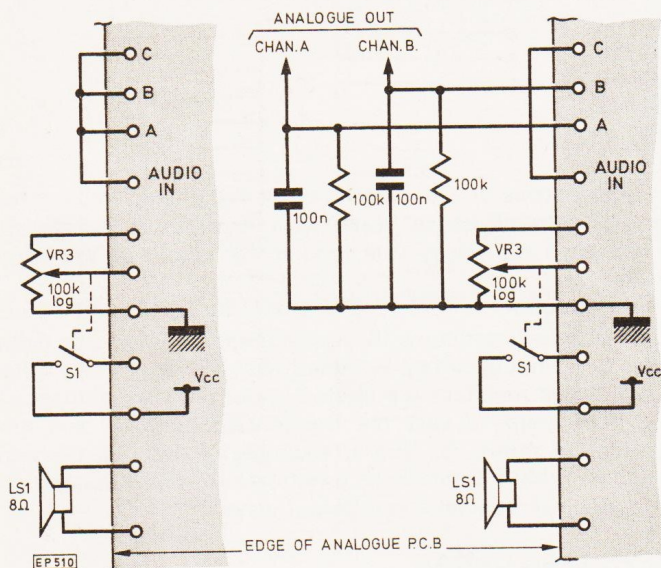 ANALOGUE OUT
CHAN.A CHAN.B.
C
B
A
AUDIO
IN
VR3
100k
log
S1
Vcc
LS1
8Ω
EP510
100n
100k
100n
100k
C
B
A
AUDIO
IN
VR3
100k
log
S1
Vcc
LS1
8Ω
EDGE OF ANALOGUE P.C.B